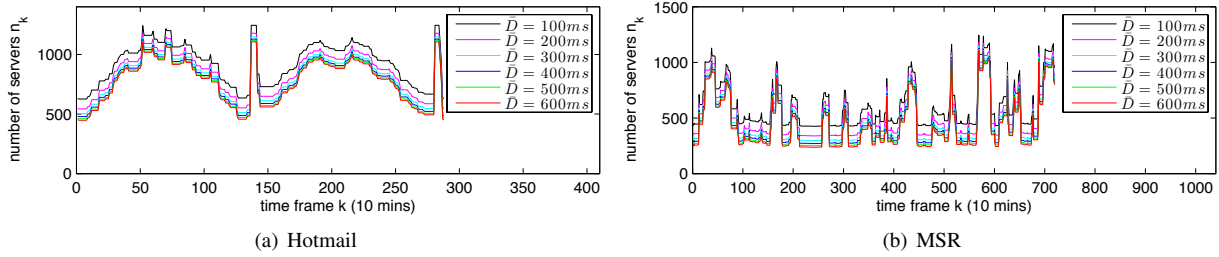 number of servers n_k
1000
500
0
0 50 100 150 200 250 300 350 400
time frame k (10 mins)
D̄ = 100ms
D̄ = 200ms
D̄ = 300ms
D̄ = 400ms
D̄ = 500ms
D̄ = 600ms
(a) Hotmail
number of servers n_k
1500
1000
500
0
0 100 200 300 400 500 600 700 800 900 1000
time frame k (10 mins)
D̄ = 100ms
D̄ = 200ms
D̄ = 300ms
D̄ = 400ms
D̄ = 500ms
D̄ = 600ms
(b) MSR